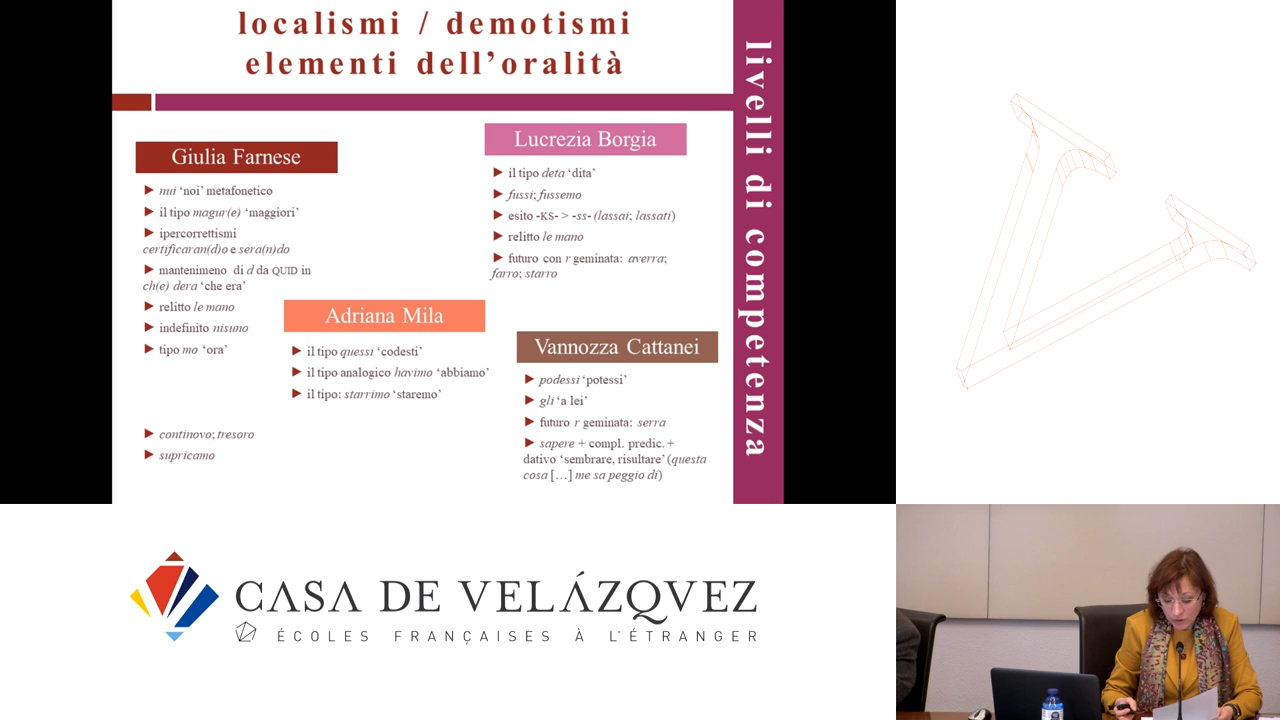 localismi / demotismi
elementi dell’oralità
livelli di competenza
Giulia Farnese
► nui ‘noi’ metafonetico
► il tipo magur(e) ‘maggiori’
► ipercorrettismi
certificaran(d)o e sera(n)do
► mantenimeno di d da QUID in
ch(e) dera ‘che era’
► relitto le mano
► indefinito nisuno
► tipo mo ‘ora’
► continovo; tresoro
► supricamo
Adriana Mila
► il tipo quessi ‘codesti’
► il tipo analogico havimo ‘abbiamo’
► il tipo: starrimo ‘staremo’
Lucrezia Borgia
► il tipo deta ‘dita’
► fussi; fussemo
► esito -KS- > -ss- (lassai; lassati)
► relitto le mano
► futuro con r geminata: averra;
farro; starro
Vannozza Cattanei
► podessi ‘potessi’
► gli ‘a lei’
► futuro r geminata: serra
► sapere + compl. predic. +
dativo ‘sembrare, risultare’ (questa
cosa […] me sa peggio di)
CASA DE VELÁZQVEZ
ÉCOLES FRANÇAISES À L’ÉTRANGER